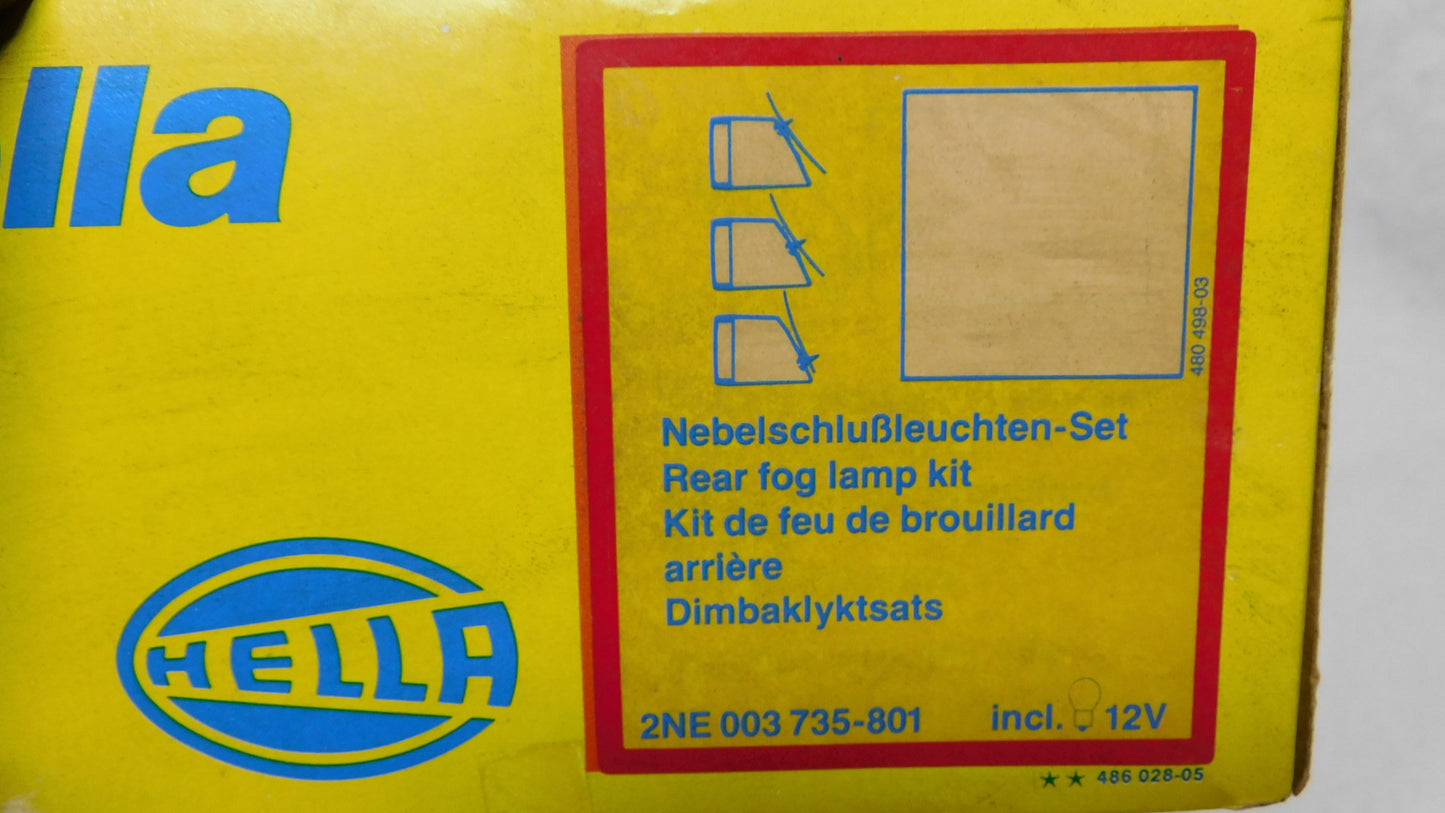 lla
HELLA
480 498-03
Nebelschlußleuchten-Set
Rear fog lamp kit
Kit de feu de brouillard
arrière
Dimbaklyktsats
2NE 003 735-801 incl. 12V
★★ 486 028-05